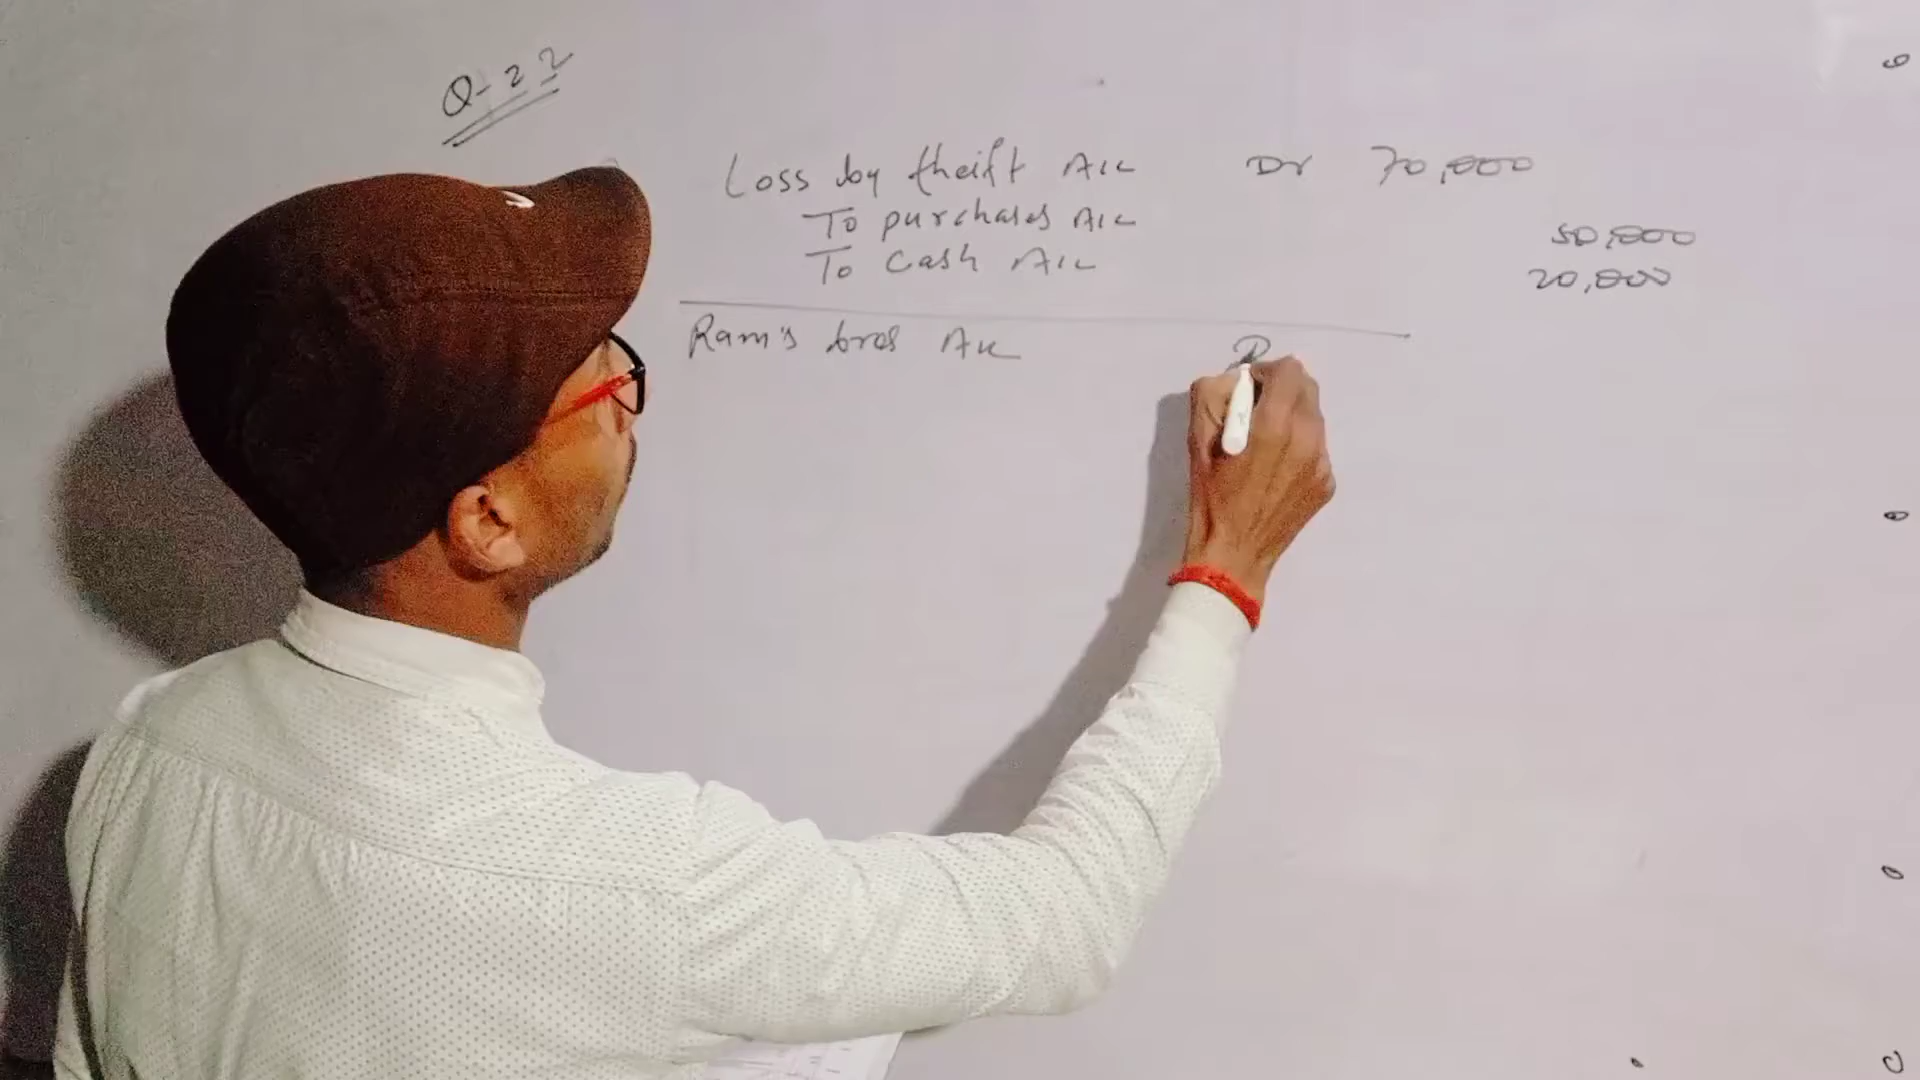 Q-22
Loss by theift A/c Dr 70,000
To purchases A/c 50,000
To Cash A/c 20,000
Ram's bros A/c D